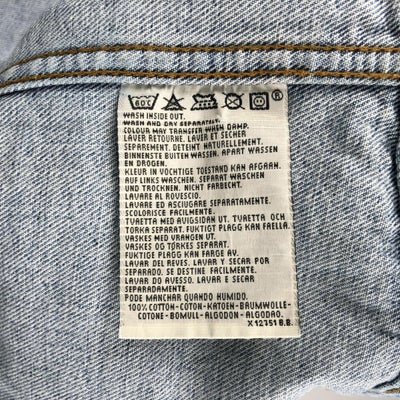 60C ®
WASH INSIDE OUT.
WASH AND DRY SEPARATELY.
COLOUR MAY TRANSFER WHEN DAMP.
LAVER RETOURNE. LAVER ET SECHER
SEPAREMENT. DETEINT NATURELLEMENT.
BINNENSTE BUITEN WASSEN. APART WASSEN
EN DROGEN.
KLEUR IN VOCHTIGE TOESTAND KAN AFGAAN.
AUF LINKS WASCHEN. SEPARAT WASCHEN
UND TROCKNEN. NICHT FARBECHT.
LAVARE AL ROVESCIO.
LAVARE ED ASCIUGARE SEPARATAMENTE.
SCOLORISCE FACILMENTE.
TVAETTA MED AVIGSIDAN UT. TVAETTA OCH
TORKA SEPARAT. FUKTIGT PLAGG KAN FAELLA.
VASKES MED VRANGEN UT.
VASKES OG TORKES SEPARAT.
FUKTIGE PLAGG KAN FARGE AV.
LAVAR DEL REVES. LAVAR Y SECAR POR
SEPARADO. SE DESTINE FACILMENTE.
LAVAR DO AVESSO. LAVAR E SECAR
SEPARADAMENTE.
PODE MANCHAR QUANDO HUMIDO.
100% COTTON-COTON-KATOEN-BAUMWOLLE-
COTONE-BOMULL-ALGODON-ALGODAO.
X 12751 B.B.